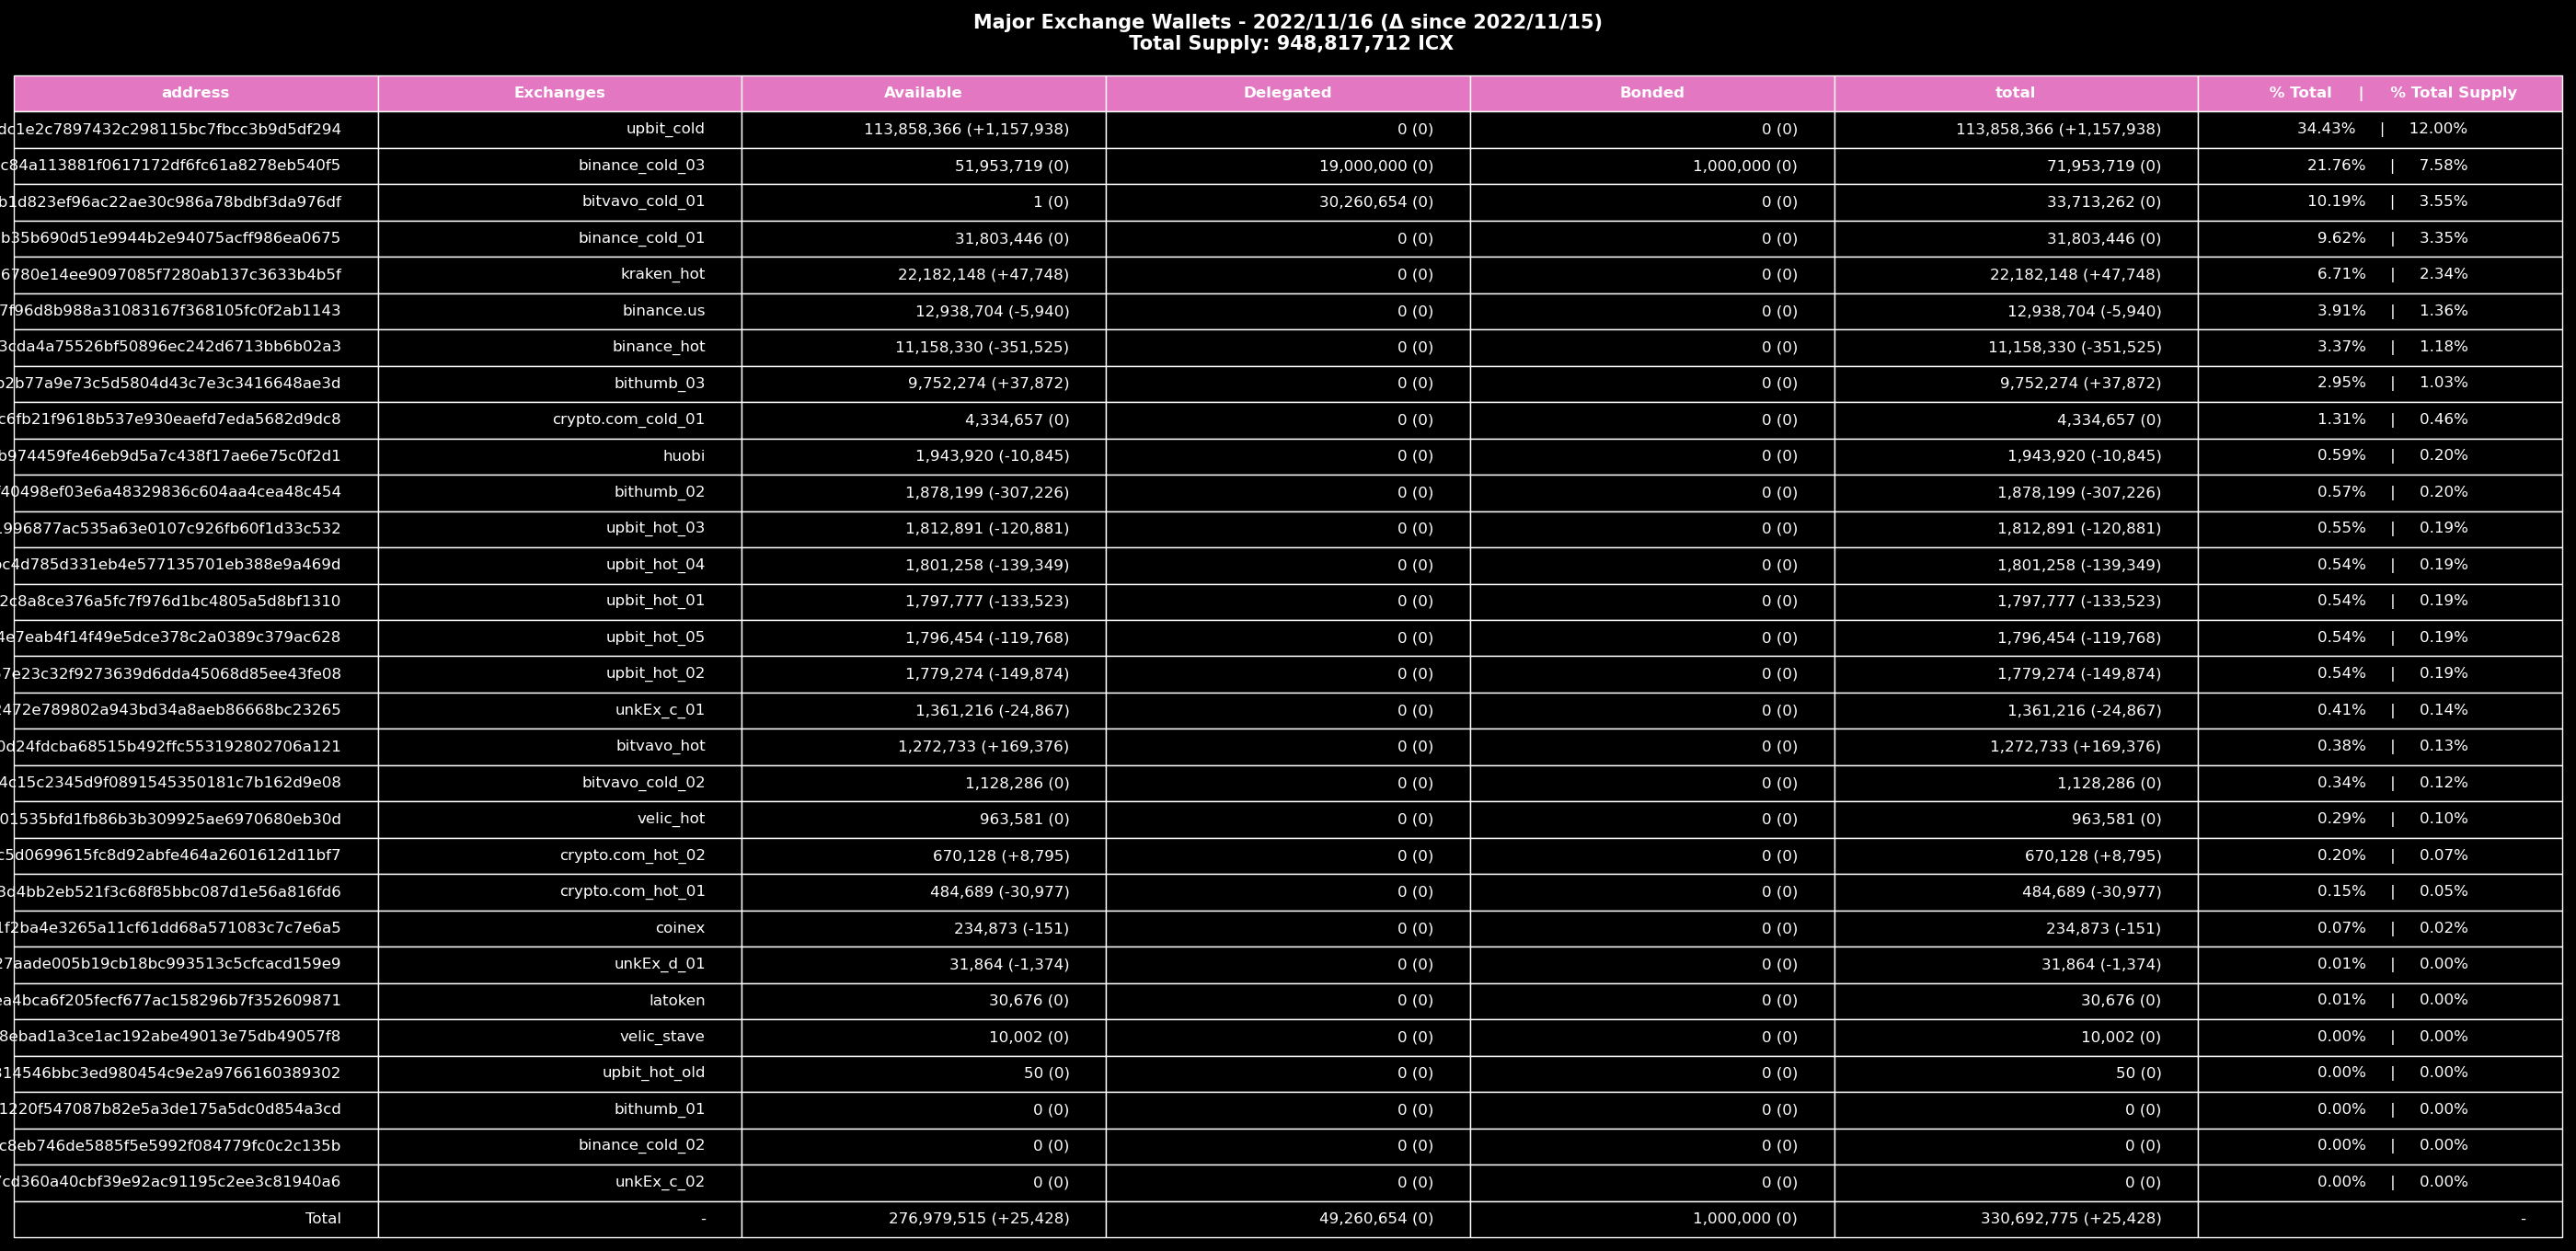 Major Exchange Wallets - 2022/11/16 (Δ since 2022/11/15)
Total Supply: 948,817,712 ICX
address Exchanges Available Delegated Bonded total % Total | % Total Supply
dc1e2c7897432c298115bc7fbcc3b9d5df294 upbit_cold 113,858,366 (+1,157,938) 0 (0) 0 (0) 113,858,366 (+1,157,938) 34.43% | 12.00%
c84a113881f0617172df6fc61a8278eb540f5 binance_cold_03 51,953,719 (0) 19,000,000 (0) 1,000,000 (0) 71,953,719 (0) 21.76% | 7.58%
b1d823ef96ac22ae30c986a78bdbf3da976df bitvavo_cold_01 1 (0) 30,260,654 (0) 0 (0) 33,713,262 (0) 10.19% | 3.55%
b35b690d51e9944b2e94075acff986ea0675 binance_cold_01 31,803,446 (0) 0 (0) 0 (0) 31,803,446 (0) 9.62% | 3.35%
6780e14ee9097085f7280ab137c3633b4b5f kraken_hot 22,182,148 (+47,748) 0 (0) 0 (0) 22,182,148 (+47,748) 6.71% | 2.34%
7f96d8b988a31083167f368105fc0f2ab1143 binance.us 12,938,704 (-5,940) 0 (0) 0 (0) 12,938,704 (-5,940) 3.91% | 1.36%
3cda4a75526bf50896ec242d6713bb6b02a3 binance_hot 11,158,330 (-351,525) 0 (0) 0 (0) 11,158,330 (-351,525) 3.37% | 1.18%
b2b77a9e73c5d5804d43c7e3c3416648ae3d bithumb_03 9,752,274 (+37,872) 0 (0) 0 (0) 9,752,274 (+37,872) 2.95% | 1.03%
c6fb21f9618b537e930eaefd7eda5682d9dc8 crypto.com_cold_01 4,334,657 (0) 0 (0) 0 (0) 4,334,657 (0) 1.31% | 0.46%
b974459fe46eb9d5a7c438f17ae6e75c0f2d1 huobi 1,943,920 (-10,845) 0 (0) 0 (0) 1,943,920 (-10,845) 0.59% | 0.20%
f40498ef03e6a48329836c604aa4cea48c454 bithumb_02 1,878,199 (-307,226) 0 (0) 0 (0) 1,878,199 (-307,226) 0.57% | 0.20%
1996877ac535a63e0107c926fb60f1d33c532 upbit_hot_03 1,812,891 (-120,881) 0 (0) 0 (0) 1,812,891 (-120,881) 0.55% | 0.19%
bc4d785d331eb4e577135701eb388e9a469d upbit_hot_04 1,801,258 (-139,349) 0 (0) 0 (0) 1,801,258 (-139,349) 0.54% | 0.19%
2c8a8ce376a5fc7f976d1bc4805a5d8bf1310 upbit_hot_01 1,797,777 (-133,523) 0 (0) 0 (0) 1,797,777 (-133,523) 0.54% | 0.19%
4e7eab4f14f49e5dce378c2a0389c379ac628 upbit_hot_05 1,796,454 (-119,768) 0 (0) 0 (0) 1,796,454 (-119,768) 0.54% | 0.19%
57e23c32f9273639d6dda45068d85ee43fe08 upbit_hot_02 1,779,274 (-149,874) 0 (0) 0 (0) 1,779,274 (-149,874) 0.54% | 0.19%
2472e789802a943bd34a8aeb86668bc23265 unkEx_c_01 1,361,216 (-24,867) 0 (0) 0 (0) 1,361,216 (-24,867) 0.41% | 0.14%
0d24fdcba68515b492ffc553192802706a121 bitvavo_hot 1,272,733 (+169,376) 0 (0) 0 (0) 1,272,733 (+169,376) 0.38% | 0.13%
4c15c2345d9f0891545350181c7b162d9e08 bitvavo_cold_02 1,128,286 (0) 0 (0) 0 (0) 1,128,286 (0) 0.34% | 0.12%
01535bfd1fb86b3b309925ae6970680eb30d velic_hot 963,581 (0) 0 (0) 0 (0) 963,581 (0) 0.29% | 0.10%
c5d0699615fc8d92abfe464a2601612d11bf7 crypto.com_hot_02 670,128 (+8,795) 0 (0) 0 (0) 670,128 (+8,795) 0.20% | 0.07%
3d4bb2eb521f3c68f85bbc087d1e56a816fd6 crypto.com_hot_01 484,689 (-30,977) 0 (0) 0 (0) 484,689 (-30,977) 0.15% | 0.05%
1f2ba4e3265a11cf61dd68a571083c7c7e6a5 coinex 234,873 (-151) 0 (0) 0 (0) 234,873 (-151) 0.07% | 0.02%
27aade005b19cb18bc993513c5cfcacd159e9 unkEx_d_01 31,864 (-1,374) 0 (0) 0 (0) 31,864 (-1,374) 0.01% | 0.00%
ea4bca6f205fecf677ac158296b7f352609871 latoken 30,676 (0) 0 (0) 0 (0) 30,676 (0) 0.01% | 0.00%
8ebad1a3ce1ac192abe49013e75db49057f8 velic_stave 10,002 (0) 0 (0) 0 (0) 10,002 (0) 0.00% | 0.00%
314546bbc3ed980454c9e2a9766160389302 upbit_hot_old 50 (0) 0 (0) 0 (0) 50 (0) 0.00% | 0.00%
1220f547087b82e5a3de175a5dc0d854a3cd bithumb_01 0 (0) 0 (0) 0 (0) 0 (0) 0.00% | 0.00%
c8eb746de5885f5e5992f084779fc0c2c135b binance_cold_02 0 (0) 0 (0) 0 (0) 0 (0) 0.00% | 0.00%
7cd360a40cbf39e92ac91195c2ee3c81940a6 unkEx_c_02 0 (0) 0 (0) 0 (0) 0 (0) 0.00% | 0.00%
Total - 276,979,515 (+25,428) 49,260,654 (0) 1,000,000 (0) 330,692,775 (+25,428) -